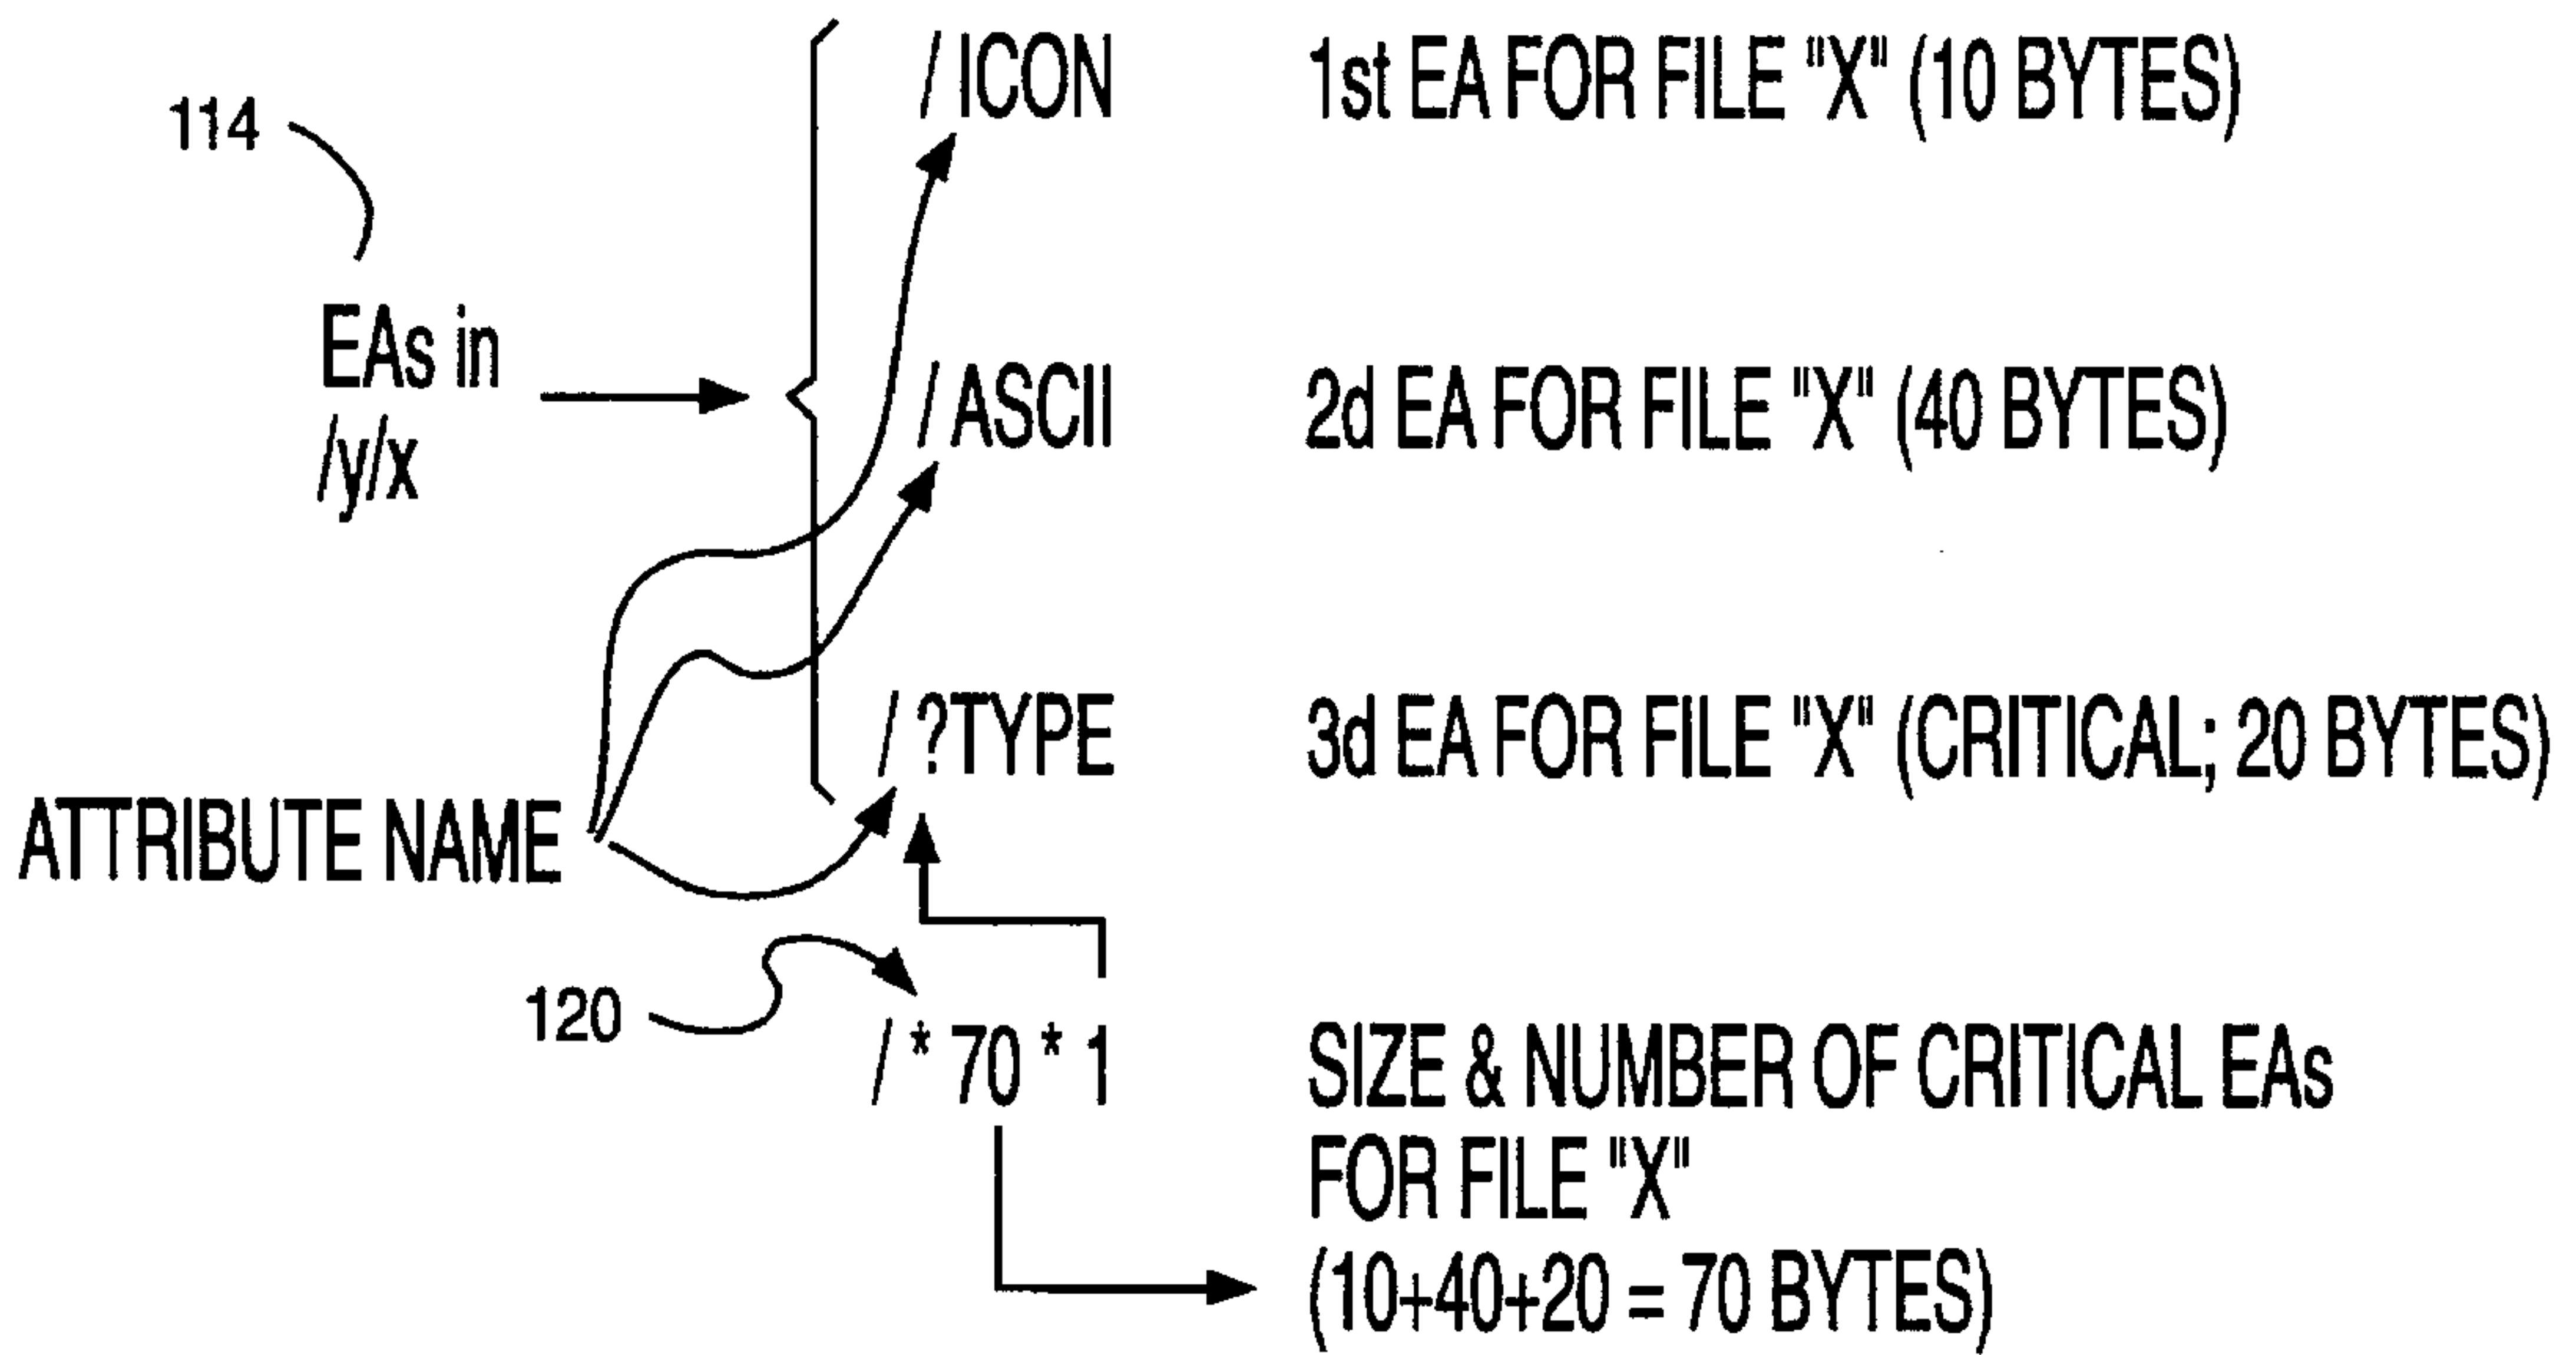 / ICON 1st EA FOR FILE "X" (10 BYTES)
114
EAs in
/y/x
/ ASCII 2d EA FOR FILE "X" (40 BYTES)
/ ?TYPE 3d EA FOR FILE "X" (CRITICAL; 20 BYTES)
ATTRIBUTE NAME
120
/ * 70 * 1 SIZE & NUMBER OF CRITICAL EAs
FOR FILE "X"
(10+40+20 = 70 BYTES)